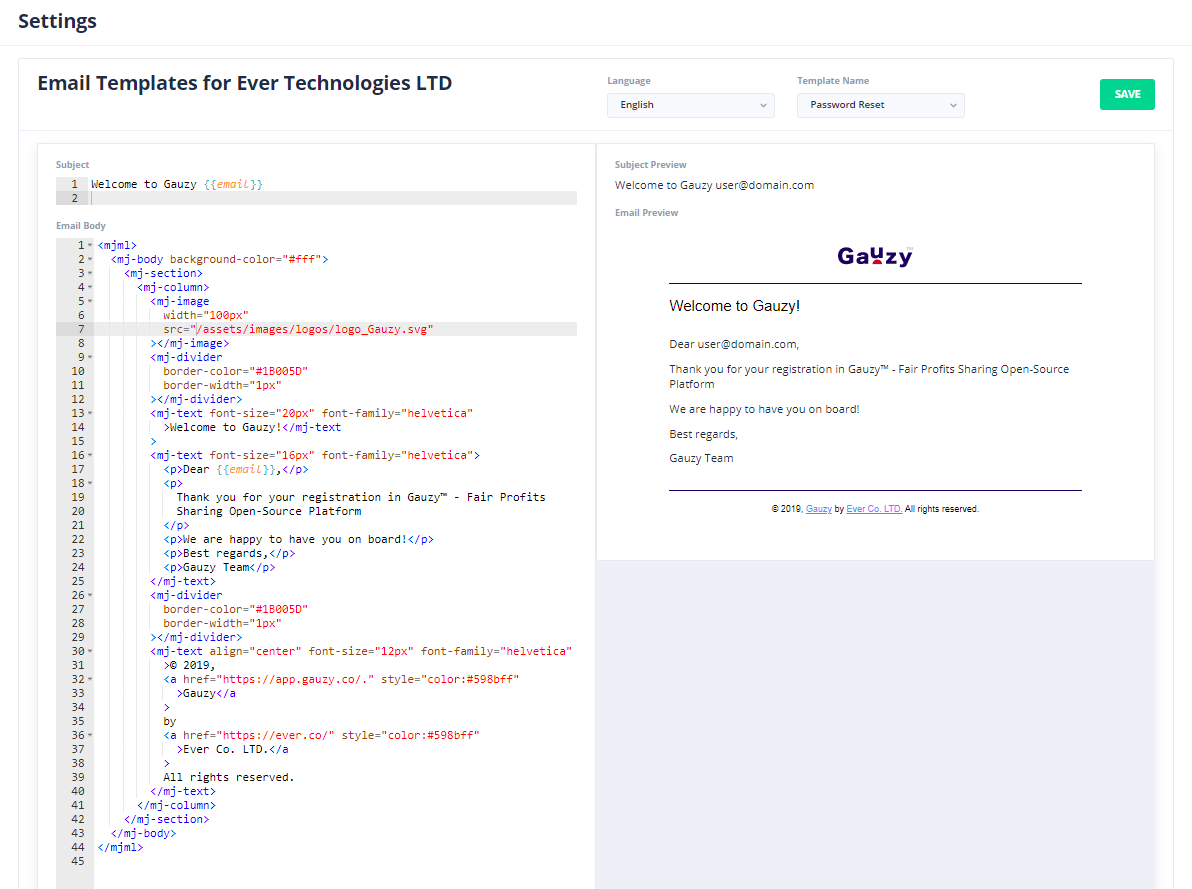 Settings
Email Templates for Ever Technologies LTD
Language
English
Template Name
Password Reset
SAVE
Subject
1 Welcome to Gauzy {{email}}
2
Email Body
1 <mjml>
2 <mj-body background-color="#fff">
3 <mj-section>
4 <mj-column>
5 <mj-image
6 width="100px"
7 src="/assets/images/logos/logo_Gauzy.svg"
8 ></mj-image>
9 <mj-divider
10 border-color="#1B005D"
11 border-width="1px"
12 ></mj-divider>
13 <mj-text font-size="20px" font-family="helvetica"
14 >Welcome to Gauzy!</mj-text
15 >
16 <mj-text font-size="16px" font-family="helvetica">
17 <p>Dear {{email}},</p>
18 <p>
19 Thank you for your registration in Gauzy™ - Fair Profits
20 Sharing Open-Source Platform
21 </p>
22 <p>We are happy to have you on board!</p>
23 <p>Best regards,</p>
24 <p>Gauzy Team</p>
25 </mj-text>
26 <mj-divider
27 border-color="#1B005D"
28 border-width="1px"
29 ></mj-divider>
30 <mj-text align="center" font-size="12px" font-family="helvetica"
31 >© 2019,
32 <a href="https://app.gauzy.co/." style="color:#598bff"
33 >Gauzy</a
34 >
35 by
36 <a href="https://ever.co/" style="color:#598bff"
37 >Ever Co. LTD.</a
38 >
39 All rights reserved.
40 </mj-text>
41 </mj-column>
42 </mj-section>
43 </mj-body>
44 </mjml>
45
Subject Preview
Welcome to Gauzy user@domain.com
Email Preview
Gauzy™
Welcome to Gauzy!
Dear user@domain.com,
Thank you for your registration in Gauzy™ - Fair Profits Sharing Open-Source
Platform
We are happy to have you on board!
Best regards,
Gauzy Team
© 2019, Gauzy by Ever Co. LTD. All rights reserved.